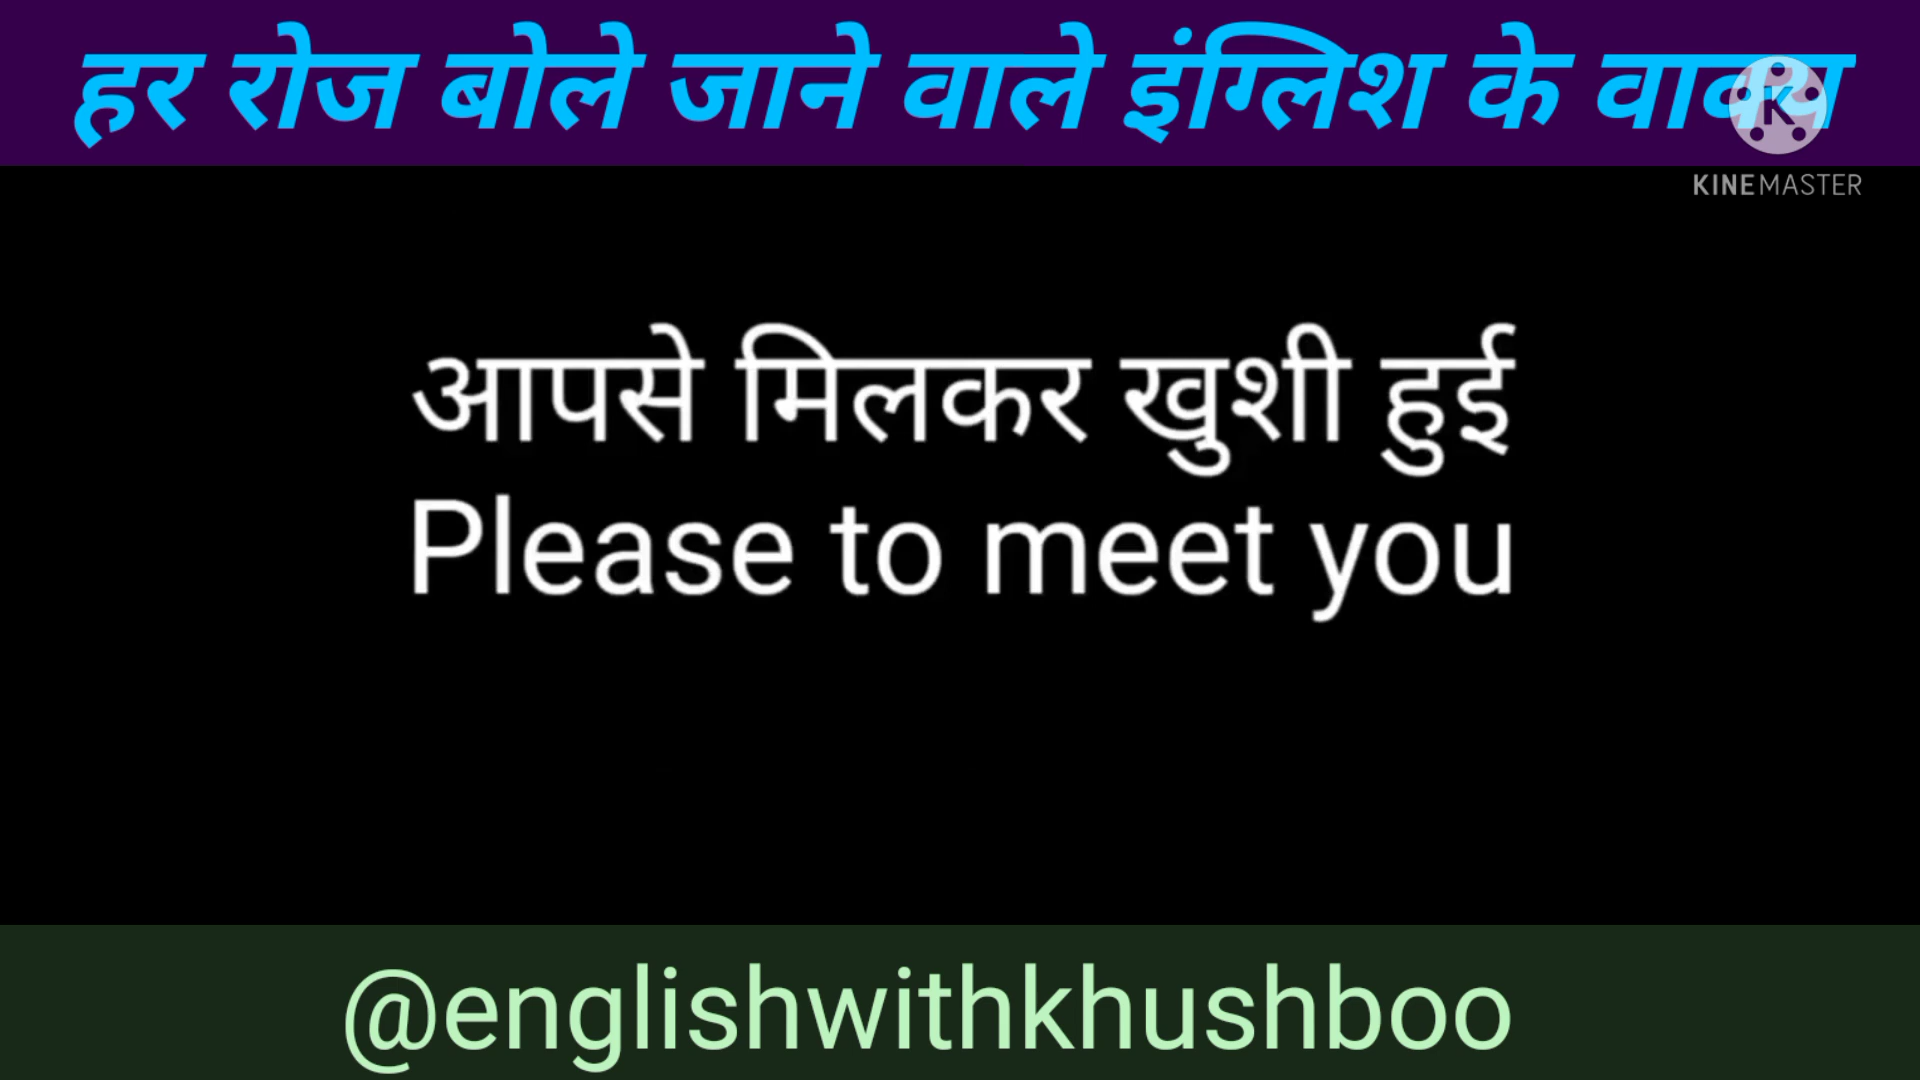 हर रोज बोले जाने वाले इंग्लिश के वाक्य
KINEMASTER
आपसे मिलकर खुशी हुई
Please to meet you
@englishwithkhushboo